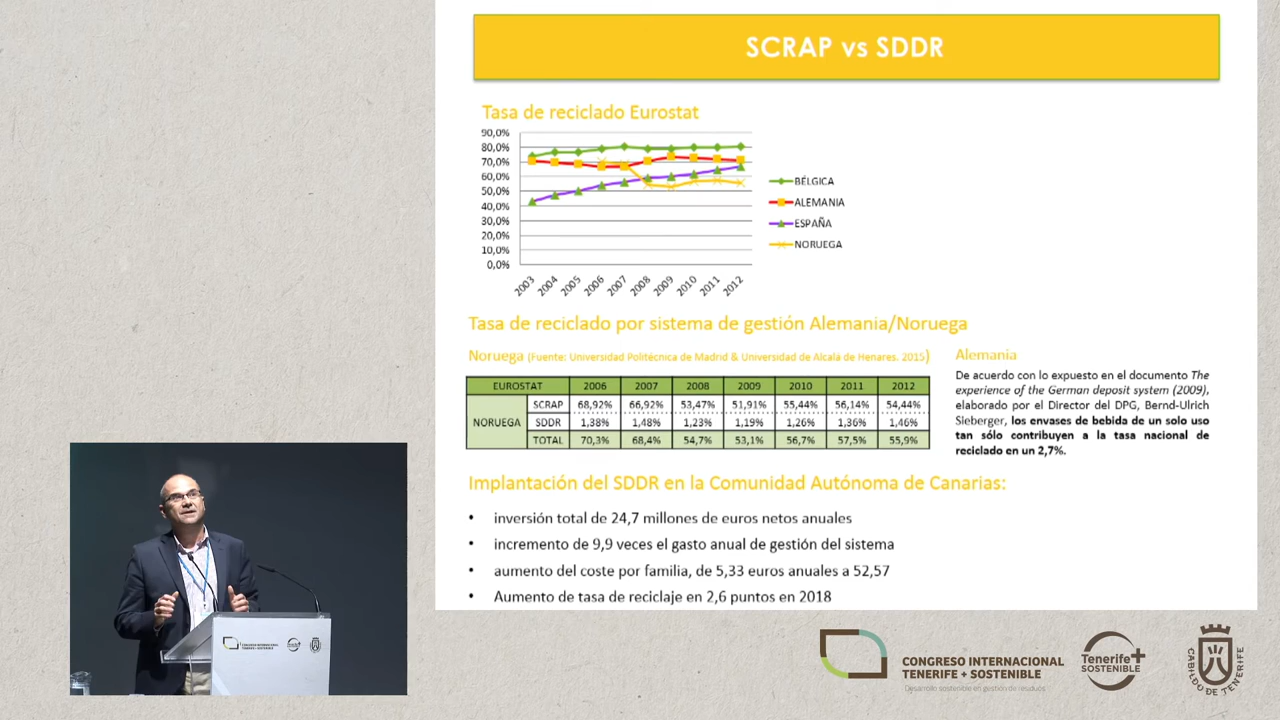 SCRAP vs SDDR
Tasa de reciclado Eurostat
90,0%
80,0%
70,0%
60,0%
50,0%
40,0%
30,0%
20,0%
10,0%
0,0%
2003 2004 2005 2006 2007 2008 2009 2010 2011 2012
BÉLGICA
ALEMANIA
ESPAÑA
NORUEGA
Tasa de reciclado por sistema de gestión Alemania/Noruega
Noruega (Fuente: Universidad Politécnica de Madrid & Universidad de Alcala de Henares. 2015)
EUROSTAT 2006 2007 2008 2009 2010 2011 2012
NORUEGA
SCRAP 68,92% 66,92% 53,47% 51,91% 55,44% 56,14% 54,44%
SDDR 1,38% 1,48% 1,23% 1,19% 1,26% 1,36% 1,46%
TOTAL 70,3% 68,4% 54,7% 53,1% 56,7% 57,5% 55,9%
Alemania
De acuerdo con lo expuesto en el documento The
experience of the German deposit system (2009),
elaborado por el Director del DPG, Bernd-Ulrich
Sieberger, los envases de bebida de un solo uso
tan sólo contribuyen a la tasa nacional de
reciclado en un 2,7%.
Implantación del SDDR en la Comunidad Autónoma de Canarias:
• inversión total de 24,7 millones de euros netos anuales
• incremento de 9,9 veces el gasto anual de gestión del sistema
• aumento del coste por familia, de 5,33 euros anuales a 52,57
• Aumento de tasa de reciclaje en 2,6 puntos en 2018
CONGRESO INTERNACIONAL
TENERIFE + SOSTENIBLE
CONGRESO INTERNACIONAL
TENERIFE + SOSTENIBLE
Desarrollo sostenible en gestión de residuos
Tenerife+
SOSTENIBLE
CABILDO DE TENERIFE